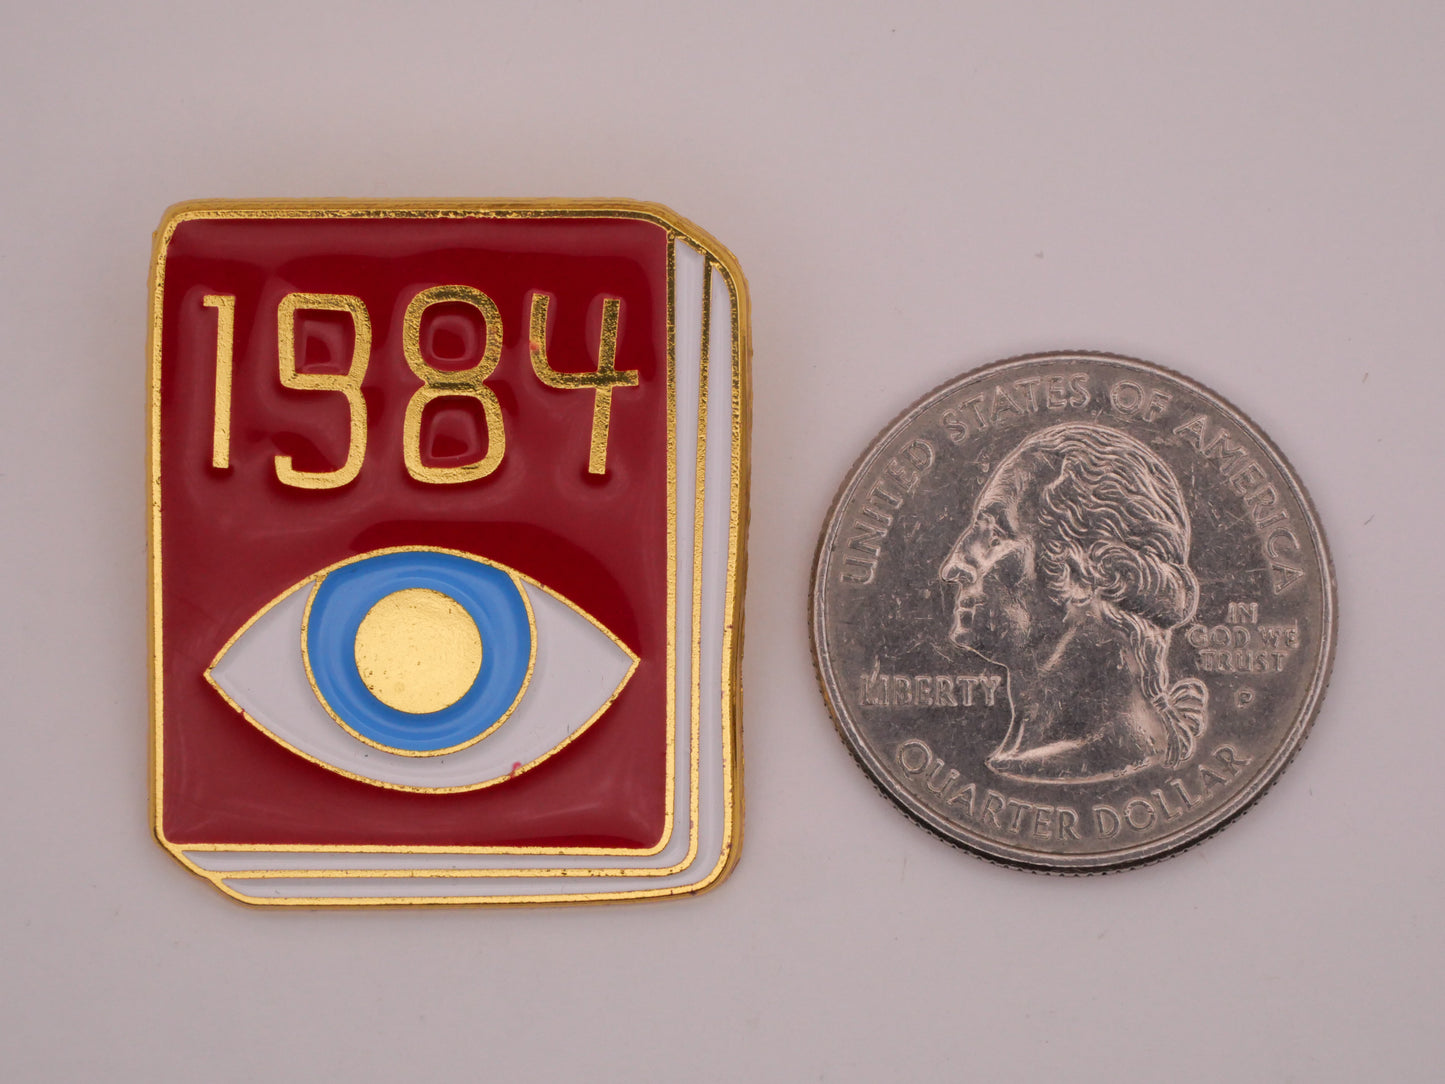 1984
UNITED STATES OF AMERICA
LIBERTY
IN
GOD WE
TRUST
P
QUARTER DOLLAR